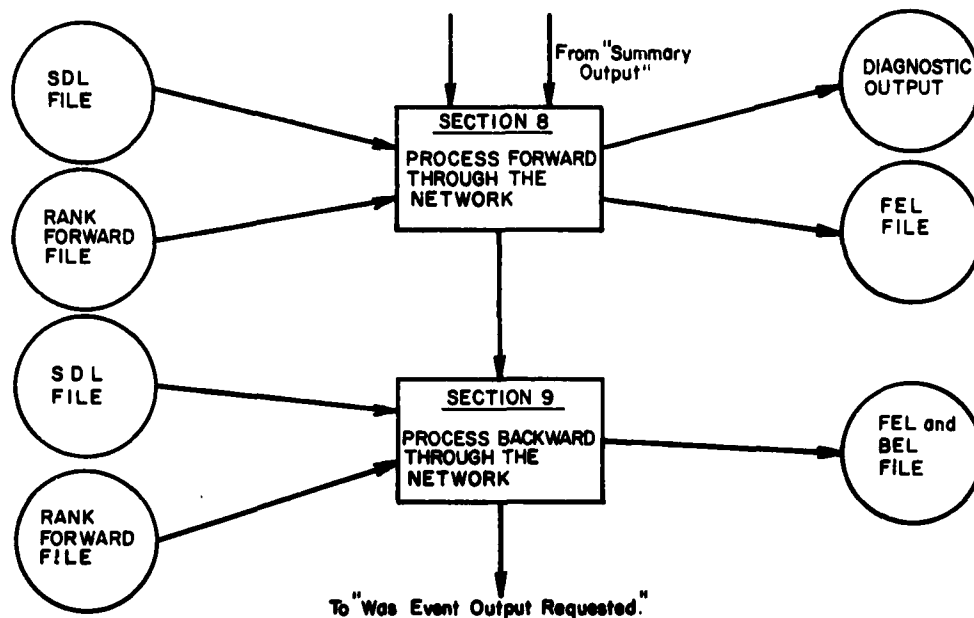 From "Summary
Output"
SDL
FILE
DIAGNOSTIC
OUTPUT
SECTION 8
PROCESS FORWARD
THROUGH THE
NETWORK
RANK
FORWARD
FILE
FEL
FILE
SDL
FILE
SECTION 9
PROCESS BACKWARD
THROUGH THE
NETWORK
FEL and
BEL
FILE
RANK
FORWARD
FILE
To "Was Event Output Requested."